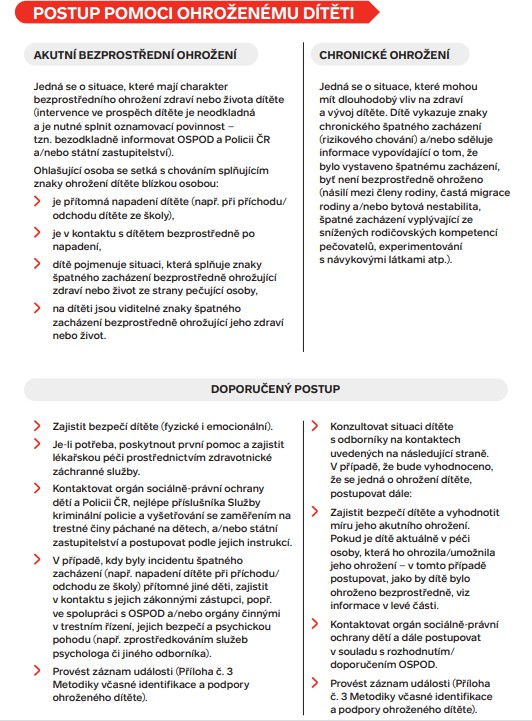 POSTUP POMOCI OHROŽENÉMU DÍTĚTI
AKUTNÍ BEZPROSTŘEDNÍ OHROŽENÍ
Jedná se o situace, které mají charakter
bezprostředního ohrožení zdraví nebo života dítěte
(intervence ve prospěch dítěte je neodkladná
a je nutné splnit oznamovací povinnost –
tzn. bezodkladně informovat OSPOD a Policii ČR
a/nebo státní zastupitelství).
Ohlašující osoba se setká s chováním splňujícím
znaky ohrožení dítěte blízkou osobou:
je přítomná napadení dítěte (např. při příchodu/
odchodu dítěte ze školy),
je v kontaktu s dítětem bezprostředně po
napadení,
dítě pojmenuje situaci, která splňuje znaky
špatného zacházení bezprostředně ohrožující
zdraví nebo život ze strany pečující osoby,
na dítěti jsou viditelné znaky špatného
zacházení bezprostředně ohrožující jeho zdraví
nebo život.
CHRONICKÉ OHROŽENÍ
Jedná se o situace, které mohou
mít dlouhodobý vliv na zdraví
a vývoj dítěte. Dítě vykazuje znaky
chronického špatného zacházení
(rizikového chování) a/nebo sděluje
informace vypovídající o tom, že
bylo vystaveno špatnému zacházení,
byť není bezprostředně ohroženo
(násilí mezi členy rodiny, častá migrace
rodiny a/nebo bytová nestabilita,
špatné zacházení vyplývající ze
snížených rodičovských kompetencí
pečovatelů, experimentování
s návykovými látkami atp.).
DOPORUČENÝ POSTUP
Zajistit bezpečí dítěte (fyzické i emocionální).
Je-li potřeba, poskytnout první pomoc a zajistit
lékařskou péči prostřednictvím zdravotnické
záchranné služby.
Kontaktovat orgán sociálně-právní ochrany
dětí a Policii ČR, nejlépe příslušníka Služby
kriminální policie a vyšetřování se zaměřením na
trestné činy páchané na dětech, a/nebo státní
zastupitelství a postupovat podle jejich instrukcí.
V případě, kdy byly incidentu špatného
zacházení (např. napadení dítěte při příchodu/
odchodu ze školy) přítomné jiné děti, zajistit
v kontaktu s jejich zákonnými zástupci, popř.
ve spolupráci s OSPOD a/nebo orgány činnými
v trestním řízení, jejich bezpečí a psychickou
pohodu (např. zprostředkováním služeb
psychologa či jiného odborníka).
Provést záznam události (Příloha č. 3
Metodiky včasné identifikace a podpory
ohroženého dítěte).
Konzultovat situaci dítěte
s odborníky na kontaktech
uvedených na následující straně.
V případě, že bude vyhodnoceno,
že se jedná o ohrožení dítěte,
postupovat dále:
Zajistit bezpečí dítěte a vyhodnotit
míru jeho akutního ohrožení.
Pokud je dítě aktuálně v péči
osoby, která ho ohrozila/umožnila
jeho ohrožení – v tomto případě
postupovat, jako by dítě bylo
ohroženo bezprostředně, viz
informace v levé části.
Kontaktovat orgán sociálně-právní
ochrany dětí a dále postupovat
v souladu s rozhodnutím/
doporučením OSPOD.
Provést záznam události (Příloha
č. 3 Metodiky včasné identifikace
a podpory ohroženého dítěte).